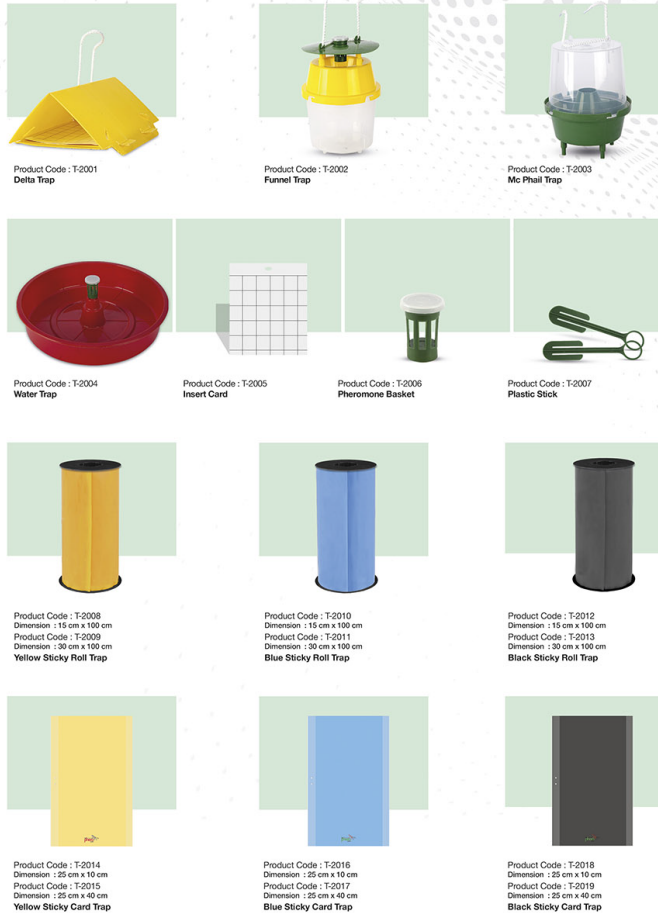 Product Code : T-2001
Delta Trap
Product Code : T-2002
Funnel Trap
Product Code : T-2003
Mc Phail Trap
Product Code : T-2004
Water Trap
Product Code : T-2005
Insert Card
Product Code : T-2006
Pheromone Basket
Product Code : T-2007
Plastic Stick
Product Code : T-2008
Dimension : 15 cm x 100 cm
Product Code : T-2009
Dimension : 30 cm x 100 cm
Yellow Sticky Roll Trap
Product Code : T-2010
Dimension : 15 cm x 100 cm
Product Code : T-2011
Dimension : 30 cm x 100 cm
Blue Sticky Roll Trap
Product Code : T-2012
Dimension : 15 cm x 100 cm
Product Code : T-2013
Dimension : 30 cm x 100 cm
Black Sticky Roll Trap
Product Code : T-2014
Dimension : 25 cm x 10 cm
Product Code : T-2015
Dimension : 25 cm x 40 cm
Yellow Sticky Card Trap
Product Code : T-2016
Dimension : 25 cm x 10 cm
Product Code : T-2017
Dimension : 25 cm x 40 cm
Blue Sticky Card Trap
Product Code : T-2018
Dimension : 25 cm x 10 cm
Product Code : T-2019
Dimension : 25 cm x 40 cm
Black Sticky Card Trap